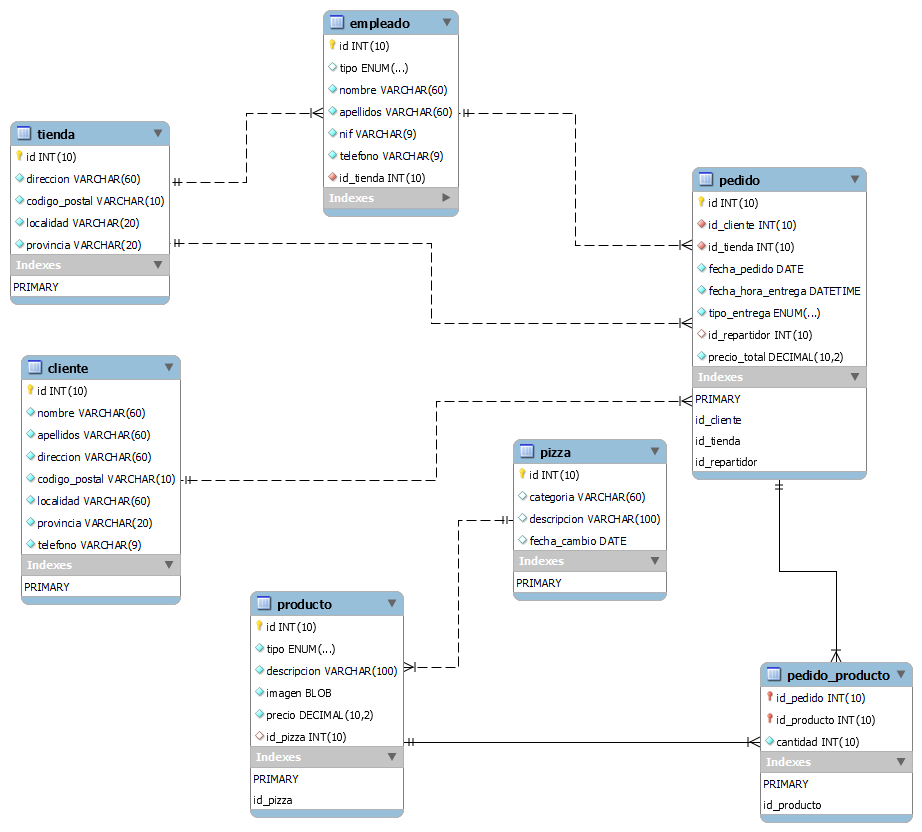 empleado
id INT(10)
tipo ENUM(...)
nombre VARCHAR(60)
apellidos VARCHAR(60)
nif VARCHAR(9)
telefono VARCHAR(9)
id_tienda INT(10)
Indexes
tienda
id INT(10)
direccion VARCHAR(60)
codigo_postal VARCHAR(10)
localidad VARCHAR(20)
provincia VARCHAR(20)
Indexes
PRIMARY
pedido
id INT(10)
id_cliente INT(10)
id_tienda INT(10)
fecha_pedido DATE
fecha_hora_entrega DATETIME
tipo_entrega ENUM(...)
id_repartidor INT(10)
precio_total DECIMAL(10,2)
Indexes
PRIMARY
id_cliente
id_tienda
id_repartidor
cliente
id INT(10)
nombre VARCHAR(60)
apellidos VARCHAR(60)
direccion VARCHAR(60)
codigo_postal VARCHAR(10)
localidad VARCHAR(60)
provincia VARCHAR(20)
telefono VARCHAR(9)
Indexes
PRIMARY
pizza
id INT(10)
categoria VARCHAR(60)
descripcion VARCHAR(100)
fecha_cambio DATE
Indexes
PRIMARY
producto
id INT(10)
tipo ENUM(...)
descripcion VARCHAR(100)
imagen BLOB
precio DECIMAL(10,2)
id_pizza INT(10)
Indexes
PRIMARY
id_pizza
pedido_producto
id_pedido INT(10)
id_producto INT(10)
cantidad INT(10)
Indexes
PRIMARY
id_producto